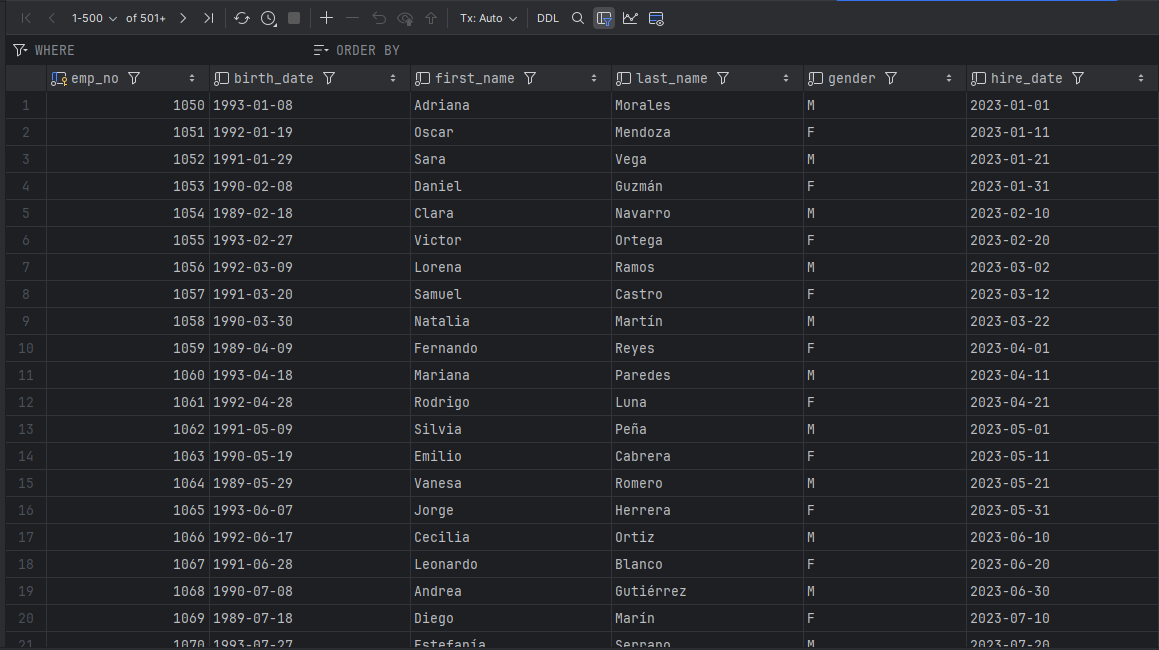 1-500 of 501+ Tx: Auto DDL
WHERE ORDER BY
emp_no birth_date first_name last_name gender hire_date
1 1050 1993-01-08 Adriana Morales M 2023-01-01
2 1051 1992-01-19 Oscar Mendoza F 2023-01-11
3 1052 1991-01-29 Sara Vega M 2023-01-21
4 1053 1990-02-08 Daniel Guzmán F 2023-01-31
5 1054 1989-02-18 Clara Navarro M 2023-02-10
6 1055 1993-02-27 Victor Ortega F 2023-02-20
7 1056 1992-03-09 Lorena Ramos M 2023-03-02
8 1057 1991-03-20 Samuel Castro F 2023-03-12
9 1058 1990-03-30 Natalia Martín M 2023-03-22
10 1059 1989-04-09 Fernando Reyes F 2023-04-01
11 1060 1993-04-18 Mariana Paredes M 2023-04-11
12 1061 1992-04-28 Rodrigo Luna F 2023-04-21
13 1062 1991-05-09 Silvia Peña M 2023-05-01
14 1063 1990-05-19 Emilio Cabrera F 2023-05-11
15 1064 1989-05-29 Vanesa Romero M 2023-05-21
16 1065 1993-06-07 Jorge Herrera F 2023-05-31
17 1066 1992-06-17 Cecilia Ortiz M 2023-06-10
18 1067 1991-06-28 Leonardo Blanco F 2023-06-20
19 1068 1990-07-08 Andrea Gutiérrez M 2023-06-30
20 1069 1989-07-18 Diego Marín F 2023-07-10
21 1070 1993-07-27 Estefanía Serrano M 2023-07-20